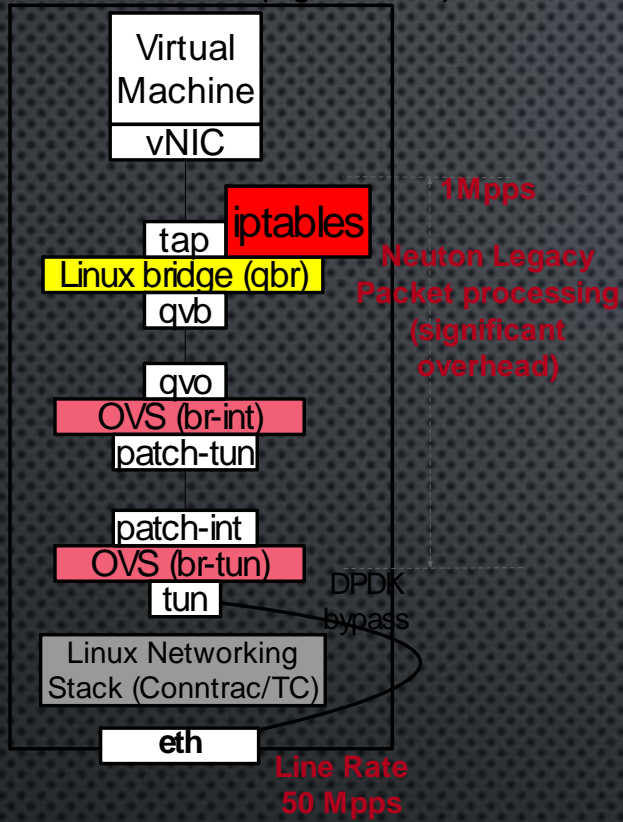 Virtual
Machine
vNIC
1Mpps
iptables
tap
Linux bridge (qbr)
qvb
Neuton Legacy
Packet processing
(significant
overhead)
qvo
OVS (br-int)
patch-tun
patch-int
OVS (br-tun)
tun
DPDK
bypass
Linux Networking
Stack (Conntrac/TC)
eth
Line Rate
50 Mpps